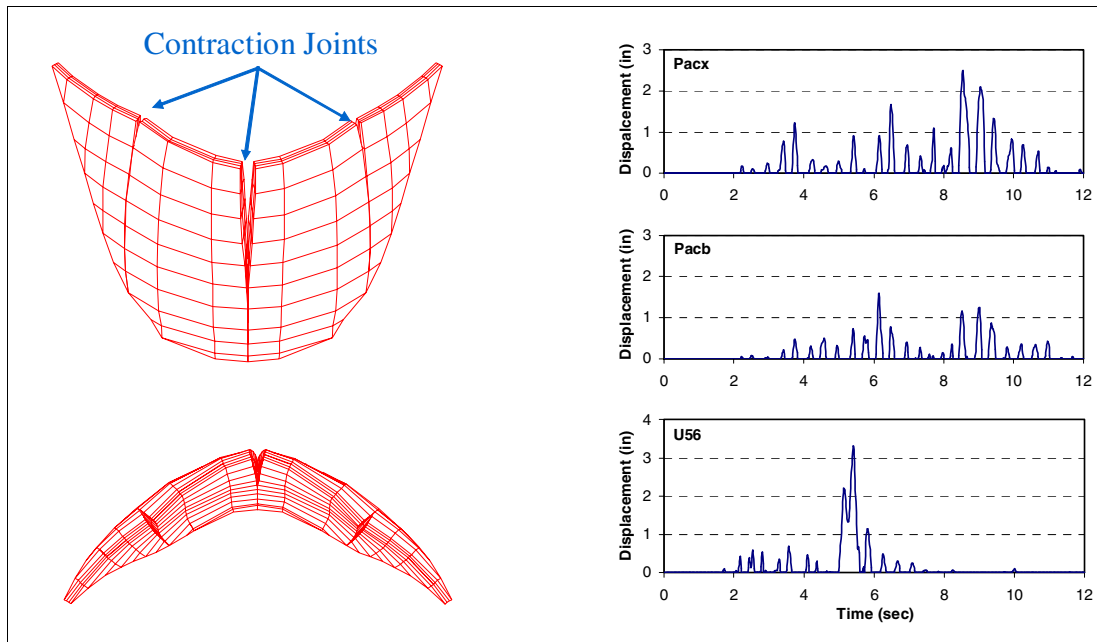 Contraction Joints
Pacx
Dispalcement (in)
3
2
1
0
0 2 4 6 8 10 12
Pacb
Displacement (in)
3
2
1
0
0 2 4 6 8 10 12
U56
Displacement (in)
4
3
2
1
0
0 2 4 6 8 10 12
Time (sec)